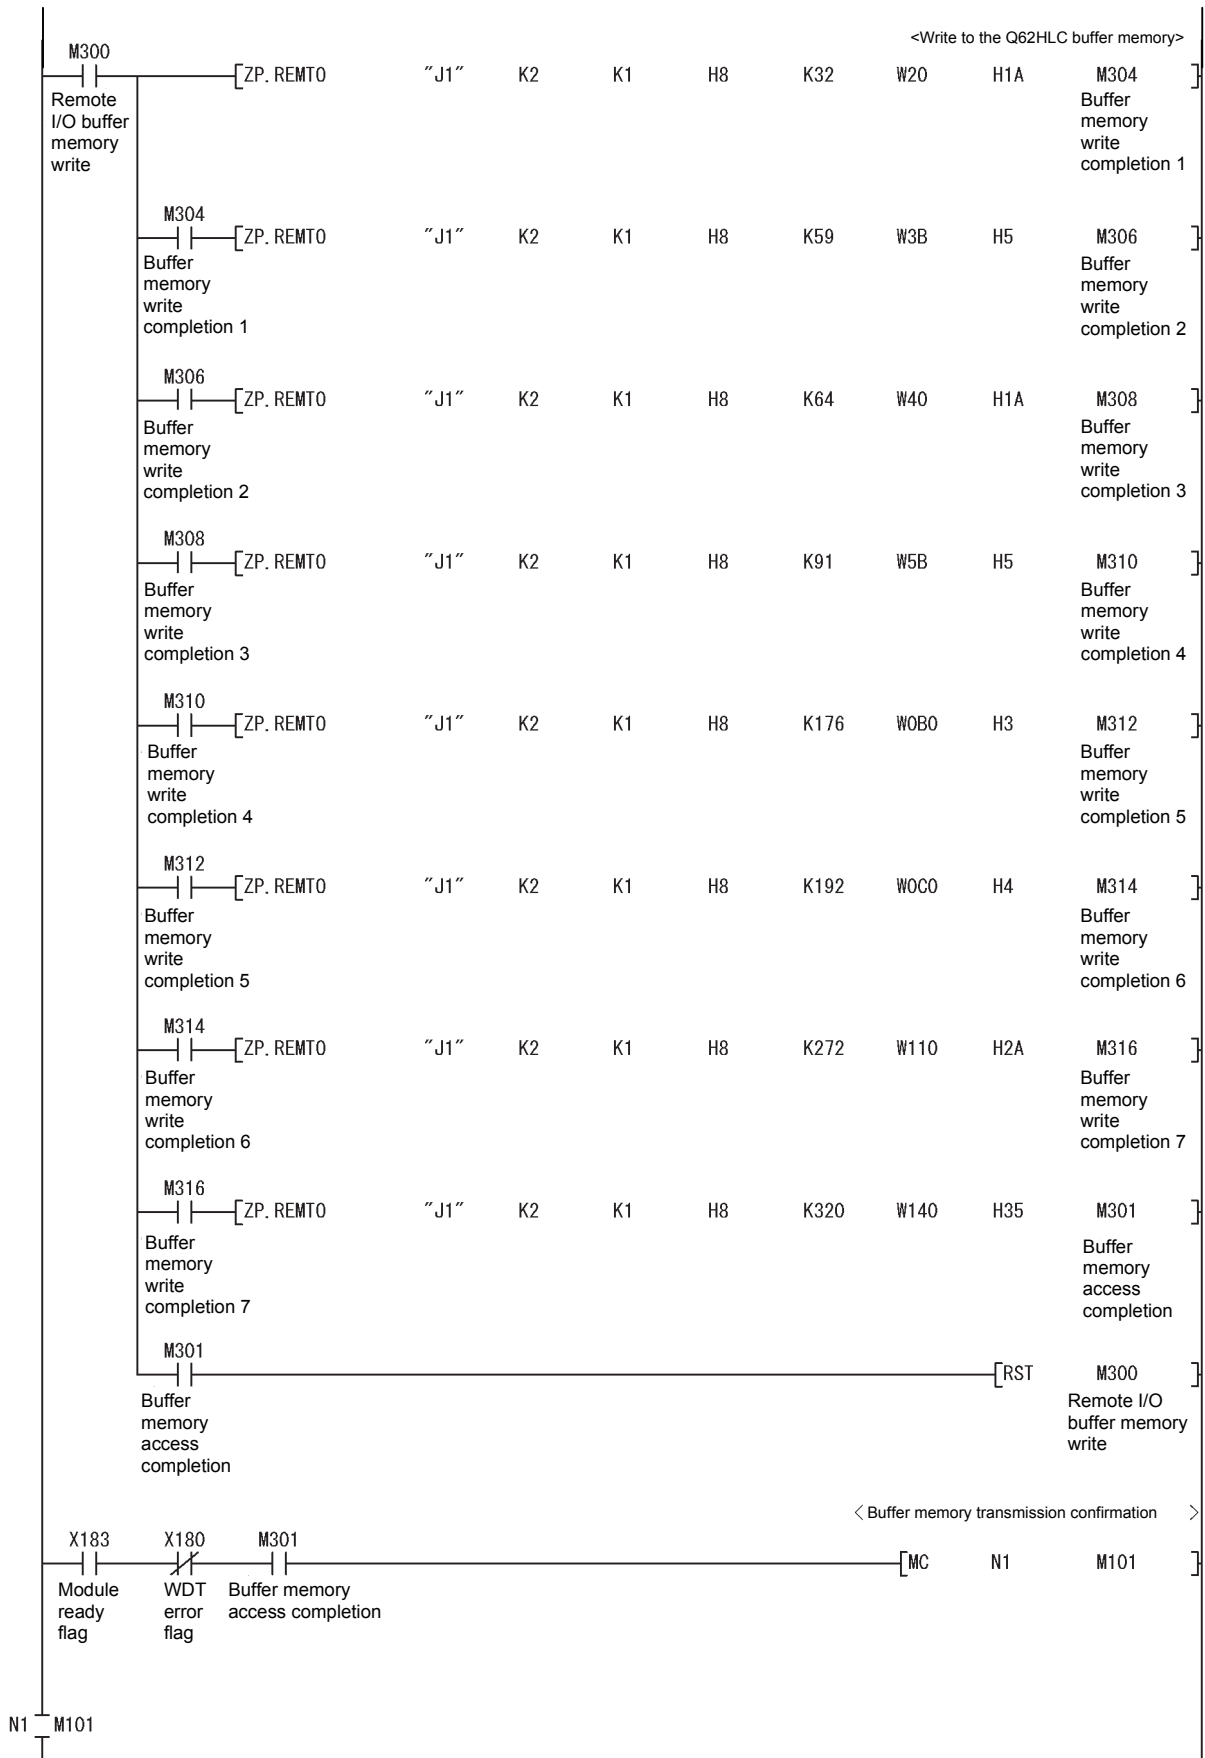 <Write to the Q62HLC buffer memory>
M300
[ZP.REMTO "J1" K2 K1 H8 K32 W20 H1A M304 ]
Remote
I/O buffer
memory
write
Buffer
memory
write
completion 1
M304
[ZP.REMTO "J1" K2 K1 H8 K59 W3B H5 M306 ]
Buffer
memory
write
completion 1
Buffer
memory
write
completion 2
M306
[ZP.REMTO "J1" K2 K1 H8 K64 W40 H1A M308 ]
Buffer
memory
write
completion 2
Buffer
memory
write
completion 3
M308
[ZP.REMTO "J1" K2 K1 H8 K91 W5B H5 M310 ]
Buffer
memory
write
completion 3
Buffer
memory
write
completion 4
M310
[ZP.REMTO "J1" K2 K1 H8 K176 W0B0 H3 M312 ]
Buffer
memory
write
completion 4
Buffer
memory
write
completion 5
M312
[ZP.REMTO "J1" K2 K1 H8 K192 W0C0 H4 M314 ]
Buffer
memory
write
completion 5
Buffer
memory
write
completion 6
M314
[ZP.REMTO "J1" K2 K1 H8 K272 W110 H2A M316 ]
Buffer
memory
write
completion 6
Buffer
memory
write
completion 7
M316
[ZP.REMTO "J1" K2 K1 H8 K320 W140 H35 M301 ]
Buffer
memory
write
completion 7
Buffer
memory
access
completion
M301
[RST M300 ]
Buffer
memory
access
completion
Remote I/O
buffer memory
write
<Buffer memory transmission confirmation >
X183 X180 M301
[MC N1 M101 ]
Module
ready
flag
WDT
error
flag
Buffer memory
access completion
N1 M101